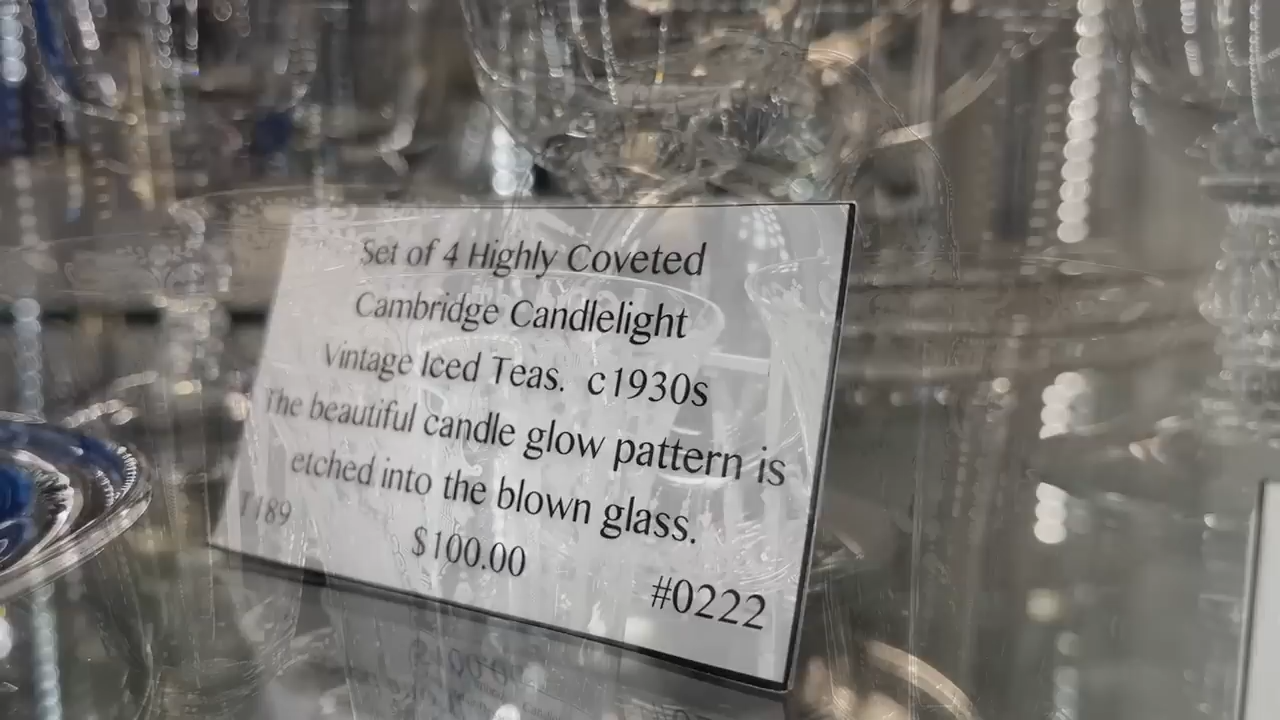 Set of 4 Highly Coveted
Cambridge Candlelight
Vintage Iced Teas. c1930s
The beautiful candle glow pattern is
etched into the blown glass.
T189
$100.00
#0222